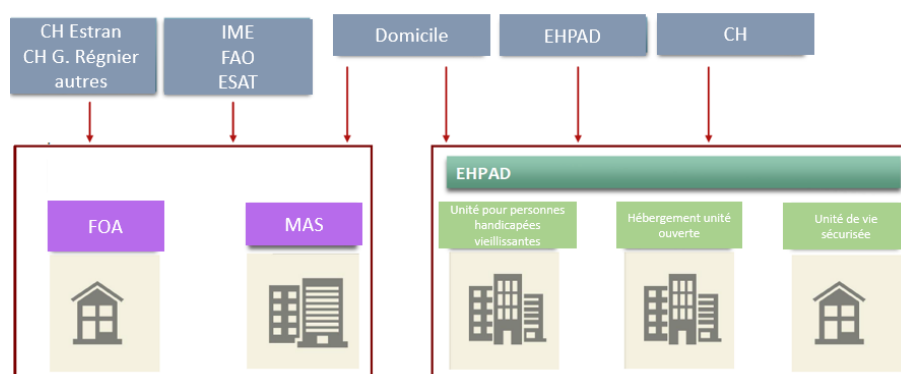 CH Estran
CH G. Régnier
autres
IME
FAO
ESAT
Domicile
EHPAD
CH
EHPAD
FOA
MAS
Unité pour personnes
handicapées
vieillissantes
Hébergement unité
ouverte
Unité de vie
sécurisée